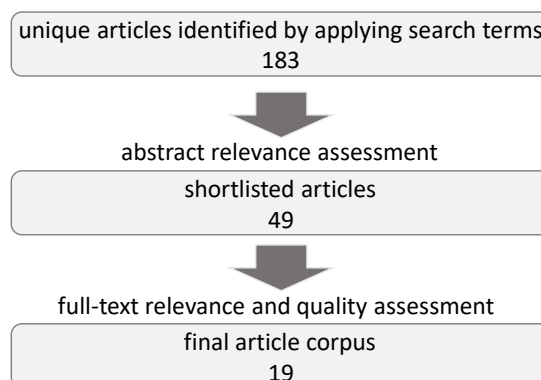 unique articles identified by applying search terms
183
abstract relevance assessment
shortlisted articles
49
full-text relevance and quality assessment
final article corpus
19